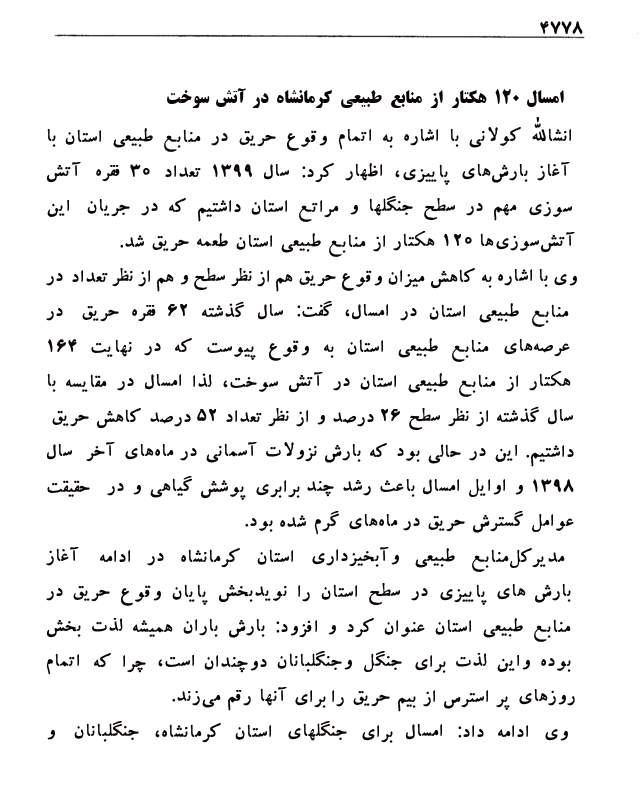 ۴۷۷۸
امسال ۱۲۰ هکتار از منابع طبیعی کرمانشاه در آتش سوخت
انشاالله کولانی با اشاره به اتمام وقوع حریق در منابع طبیعی استان با
آغاز بارش‌های پاییزی، اظهار کرد: سال ۱۳۹۹ تعداد ۳۰ فقره آتش
سوزی مهم در سطح جنگلها و مراتع استان داشتیم که در جریان این
آتش‌سوزی‌ها ۱۲۰ هکتار از منابع طبیعی استان طعمه حریق شد.
وی با اشاره به کاهش میزان وقوع حریق هم از نظر سطح و هم از نظر تعداد در
منابع طبیعی استان در امسال، گفت: سال گذشته ۶۲ فقره حریق در
عرصه‌های منابع طبیعی استان به وقوع پیوست که در نهایت ۱۶۴
هکتار از منابع طبیعی استان در آتش سوخت، لذا امسال در مقایسه با
سال گذشته از نظر سطح ۲۶ درصد و از نظر تعداد ۵۲ درصد کاهش حریق
داشتیم. این در حالی بود که بارش نزولات آسمانی در ماه‌های آخر سال
۱۳۹۸ و اوایل امسال باعث رشد چند برابری پوشش گیاهی و در حقیقت
عوامل گسترش حریق در ماه‌های گرم شده بود.
مدیرکل‌منابع طبیعی وآبخیزداری استان کرمانشاه در ادامه آغاز
بارش های پاییزی در سطح استان را نویدبخش پایان وقوع حریق در
منابع طبیعی استان عنوان کرد و افزود: بارش باران همیشه لذت بخش
بوده واین لذت برای جنگل وجنگلبانان دوچندان است، چرا که اتمام
روزهای پر استرس از بیم حریق را برای آنها رقم می‌زند.
وی ادامه داد: امسال برای جنگلهای استان کرمانشاه، جنگلبانان و